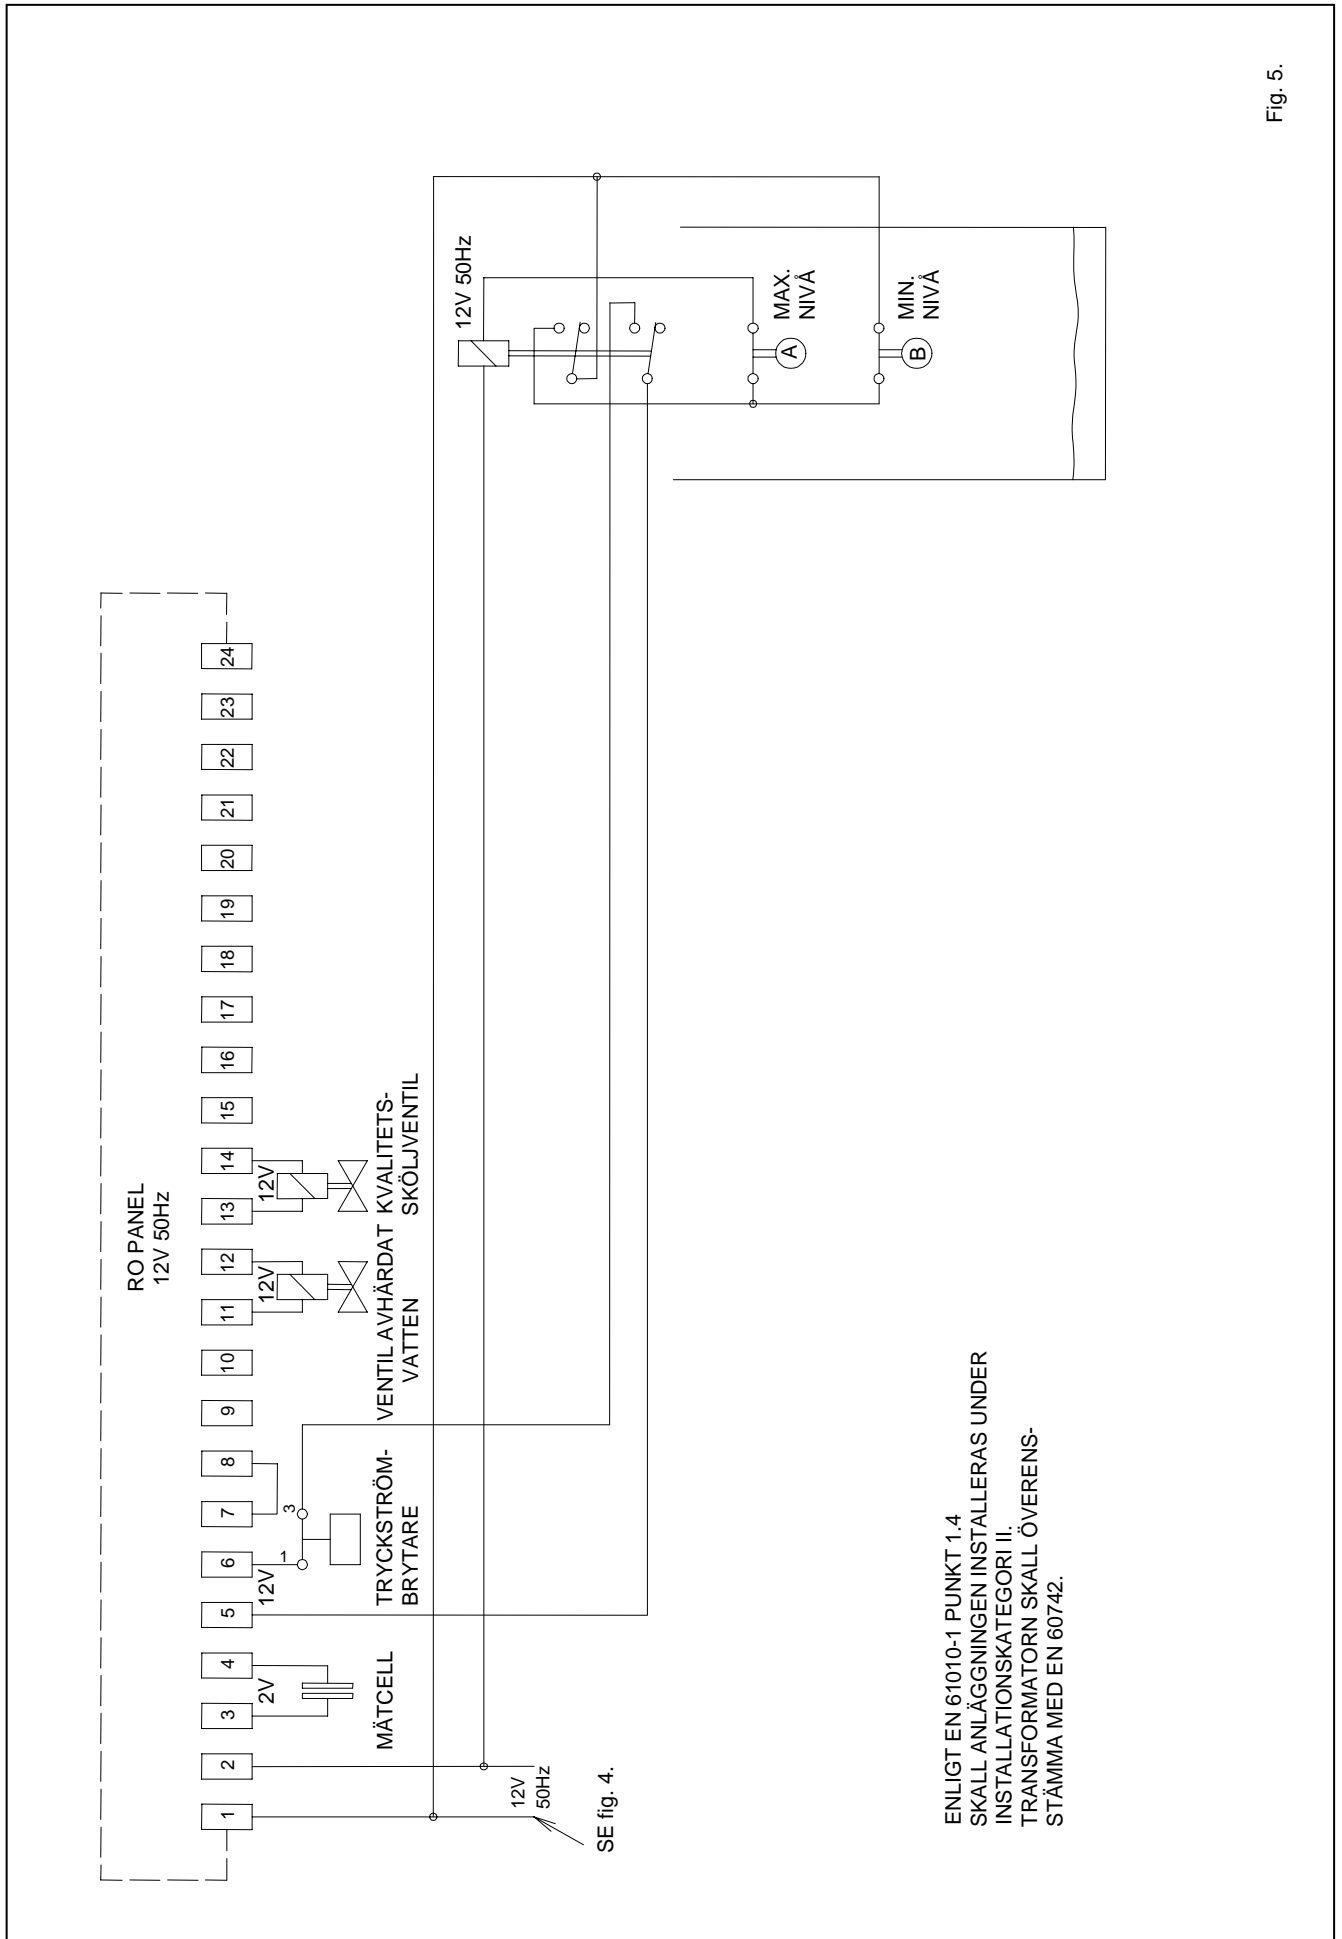 RO PANEL
12V 50Hz
1
2
3
4
5
6
7
8
9
10
11
12
13
14
15
16
17
18
19
20
21
22
23
24
2V
12V
1
3
12V
12V
MÄTCELL
TRYCKSTRÖM-
BRYTARE
VENTIL AVHÄRDAT
VATTEN
KVALITETS-
SKÖLJVENTIL
12V
50Hz
SE fig. 4.
12V 50Hz
A
MAX.
NIVÅ
B
MIN.
NIVÅ
ENLIGT EN 61010-1 PUNKT 1.4
SKALL ANLÄGGNINGEN INSTALLERAS UNDER
INSTALLATIONSKATEGORI II.
TRANSFORMATORN SKALL ÖVERENS-
STÄMMA MED EN 60742.
Fig. 5.